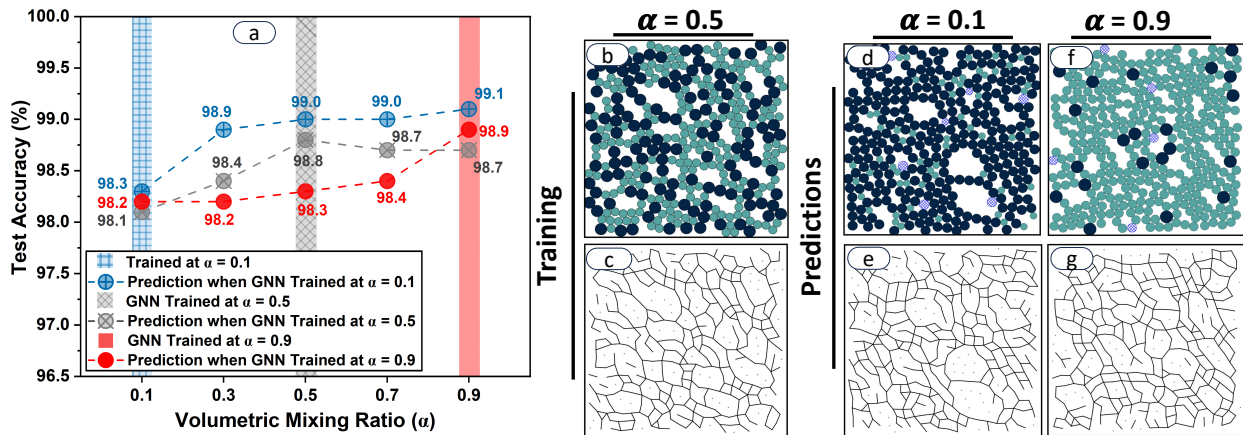 a
100.0
99.5
99.0
98.5
98.0
97.5
97.0
96.5
Test Accuracy (%)
98.3
98.9
99.0
99.0
99.1
98.1
98.4
98.8
98.7
98.7
98.2
98.2
98.3
98.4
98.9
Trained at α = 0.1
Prediction when GNN Trained at α = 0.1
GNN Trained at α = 0.5
Prediction when GNN Trained at α = 0.5
GNN Trained at α = 0.9
Prediction when GNN Trained at α = 0.9
0.1 0.3 0.5 0.7 0.9
Volumetric Mixing Ratio (α)
Training
α = 0.5
b
c
Predictions
α = 0.1
d
e
α = 0.9
f
g